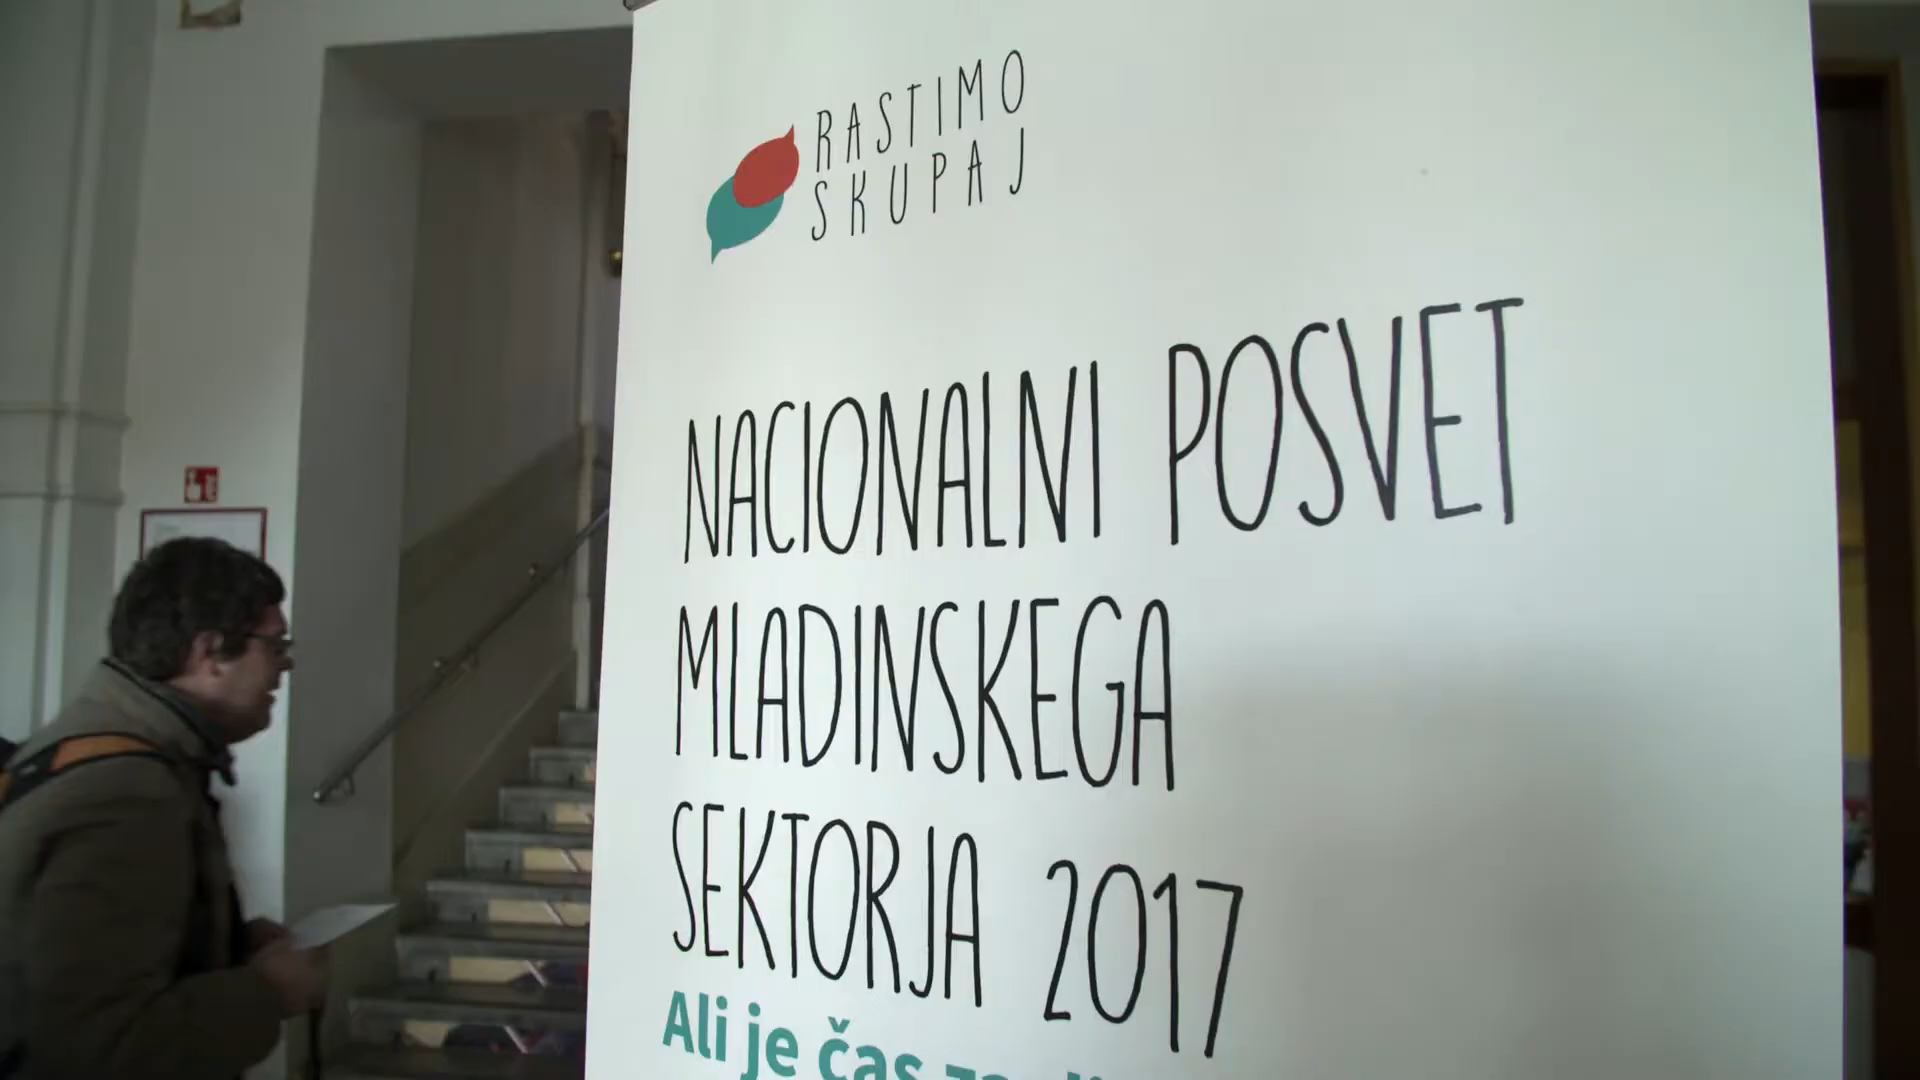 RASTIMO
SKUPAJ
NACIONALNI POSVET
MLADINSKEGA
SEKTORJA 2017
Ali je čas